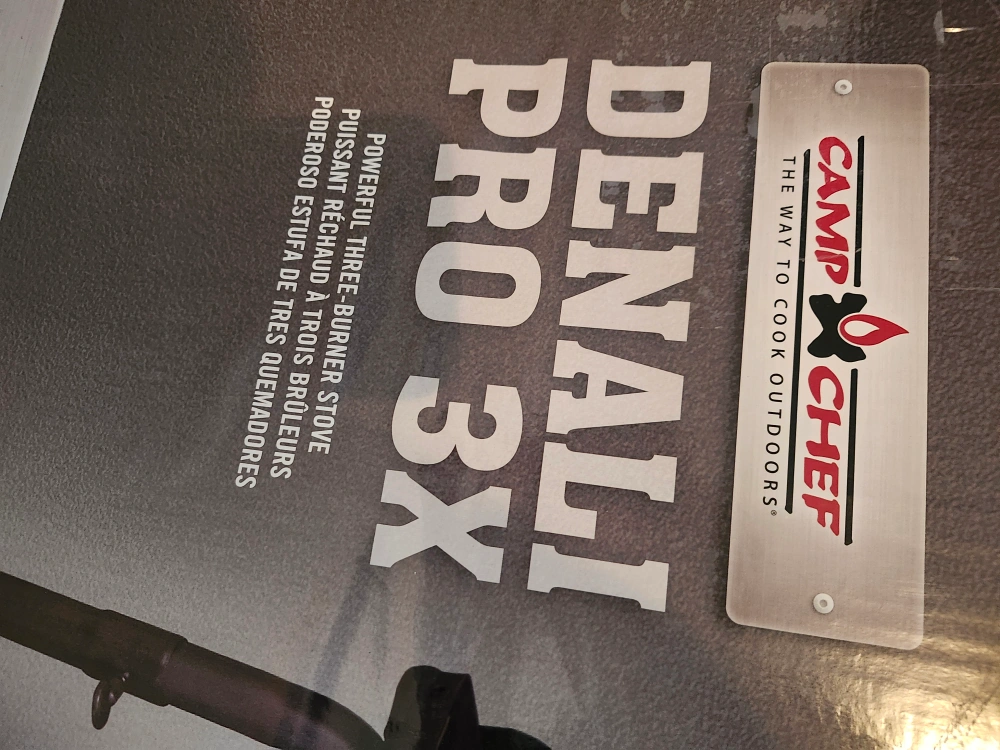 CAMP CHEF
THE WAY TO COOK OUTDOORS®
DENALI
PRO 3X
POWERFUL THREE-BURNER STOVE
PUISSANT RÉCHAUD À TROIS BRÛLEURS
PODEROSO ESTUFA DE TRES QUEMADORES